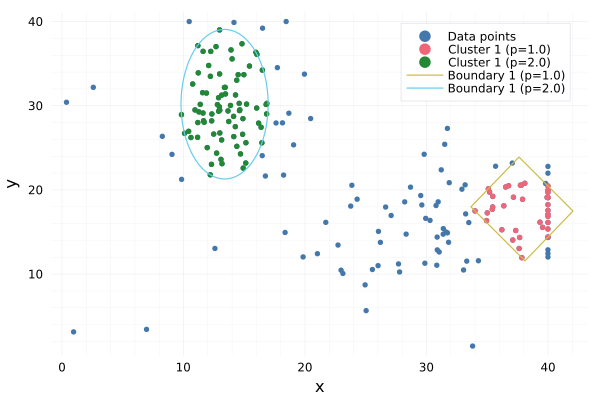 40
30
20
10
0
10
20
30
40
x
y
Data points
Cluster 1 (p=1.0)
Cluster 1 (p=2.0)
Boundary 1 (p=1.0)
Boundary 1 (p=2.0)